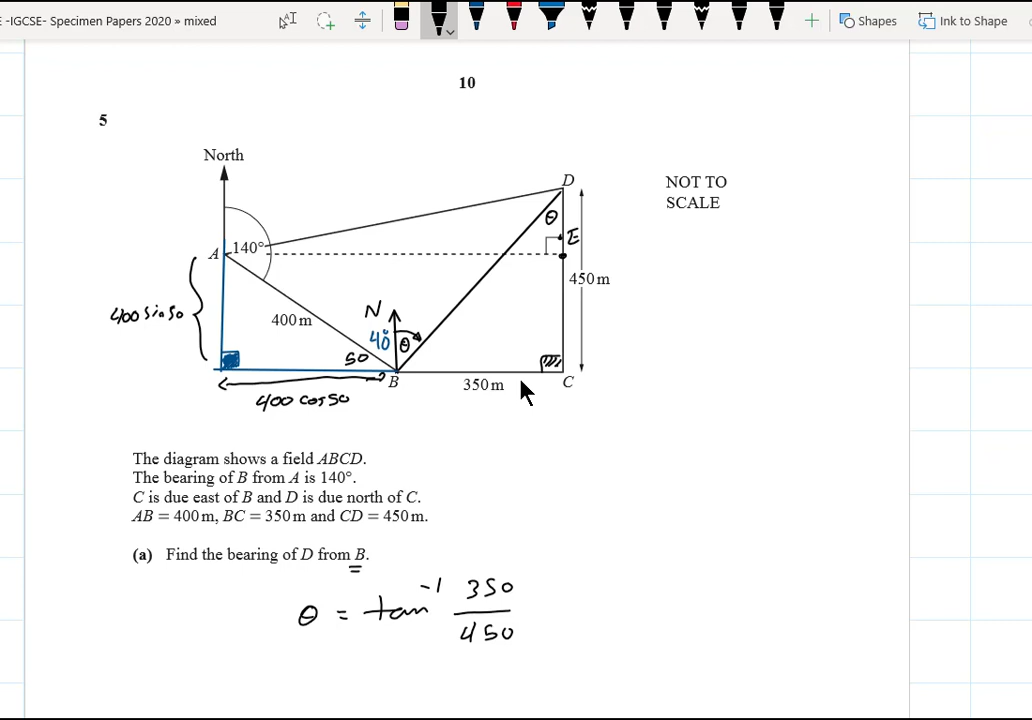 E -IGCSE- Specimen Papers 2020 » mixed
Shapes
Ink to Shape
10
5
North
D
NOT TO
SCALE
θ
E
A
140°
450 m
400 sin 50
400 m
N
40°
θ
50
B
350 m
C
400 cos 50
The diagram shows a field ABCD.
The bearing of B from A is 140°.
C is due east of B and D is due north of C.
AB = 400 m, BC = 350 m and CD = 450 m.
(a) Find the bearing of D from B.
θ = tan⁻¹ 350
450